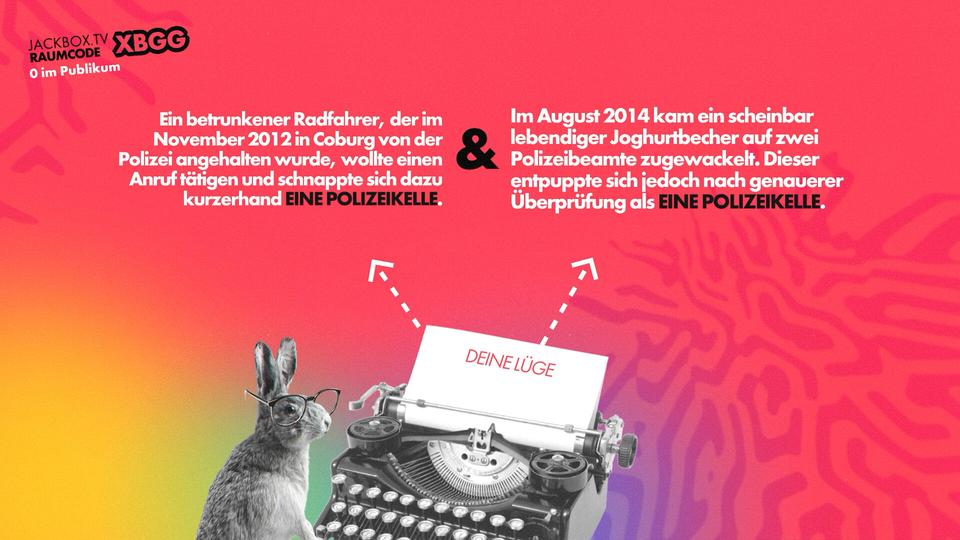 JACKBOX.TV
RAUMCODE
XBGG
0 im Publikum
Ein betrunkener Radfahrer, der im
November 2012 in Coburg von der
Polizei angehalten wurde, wollte einen
Anruf tätigen und schnappte sich dazu
kurzerhand EINE POLIZEIKELLE.
&
Im August 2014 kam ein scheinbar
lebendiger Joghurtbecher auf zwei
Polizeibeamte zugewackelt. Dieser
entpuppte sich jedoch nach genauerer
Überprüfung als EINE POLIZEIKELLE.
DEINE LÜGE